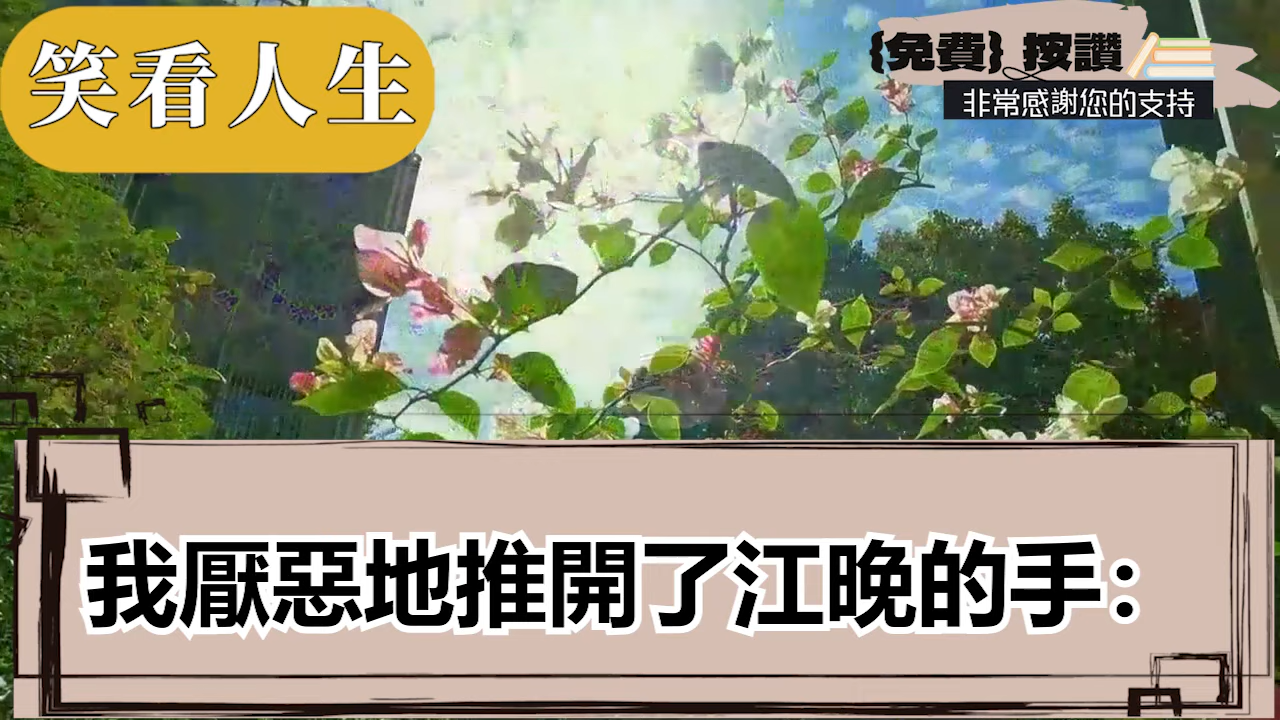 笑看人生
{免費} 按讚
非常感謝您的支持
我厭惡地推開了江晚的手：